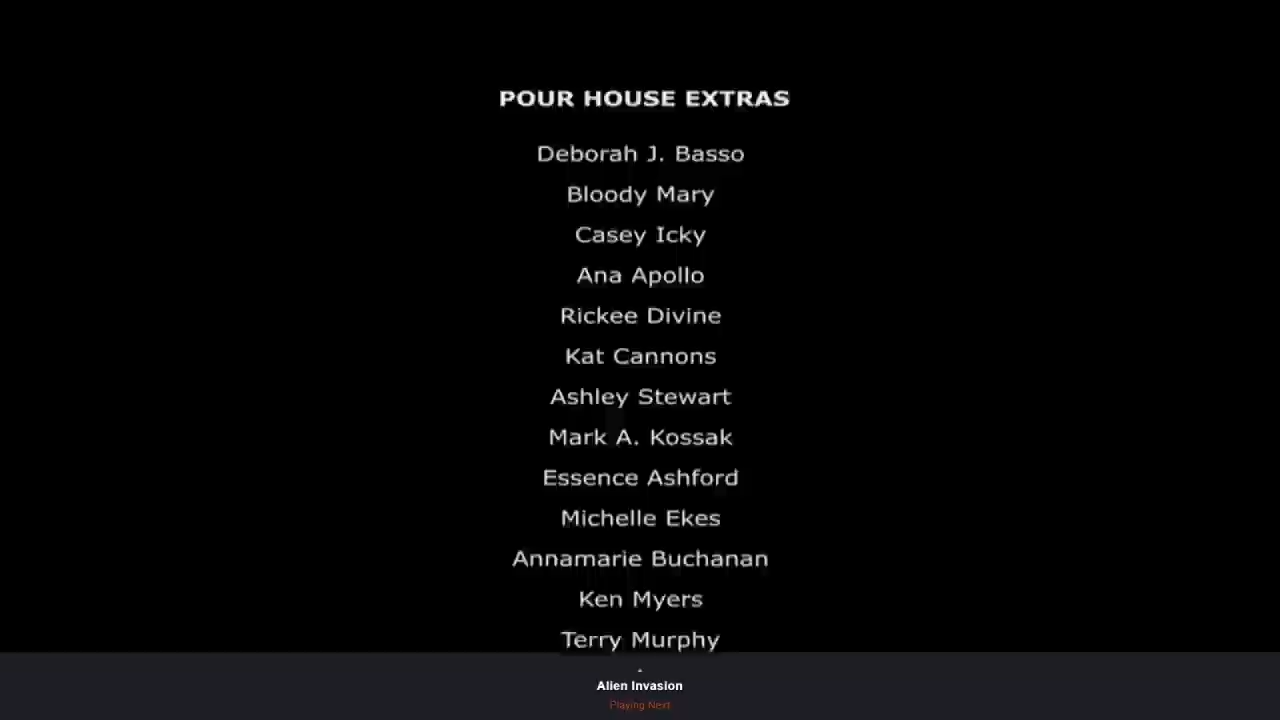 POUR HOUSE EXTRAS
Deborah J. Basso
Bloody Mary
Casey Icky
Ana Apollo
Rickee Divine
Kat Cannons
Ashley Stewart
Mark A. Kossak
Essence Ashford
Michelle Ekes
Annamarie Buchanan
Ken Myers
Terry Murphy
Alien Invasion
Playing Next